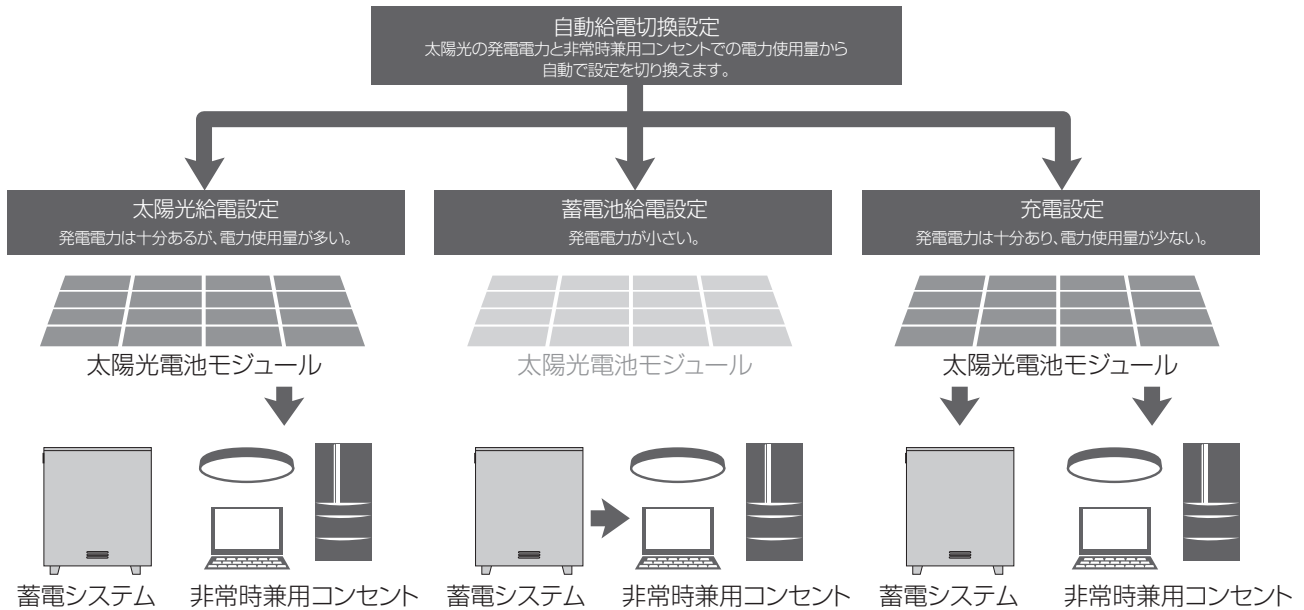 自動給電切換設定
太陽光の発電電力と非常時兼用コンセントでの電力使用量から
自動で設定を切り換えます。
太陽光給電設定
発電電力は十分あるが、電力使用量が多い。
蓄電池給電設定
発電電力が小さい。
充電設定
発電電力は十分あり、電力使用量が少ない。
太陽光電池モジュール
太陽光電池モジュール
太陽光電池モジュール
蓄電システム
非常時兼用コンセント
蓄電システム
非常時兼用コンセント
蓄電システム
非常時兼用コンセント